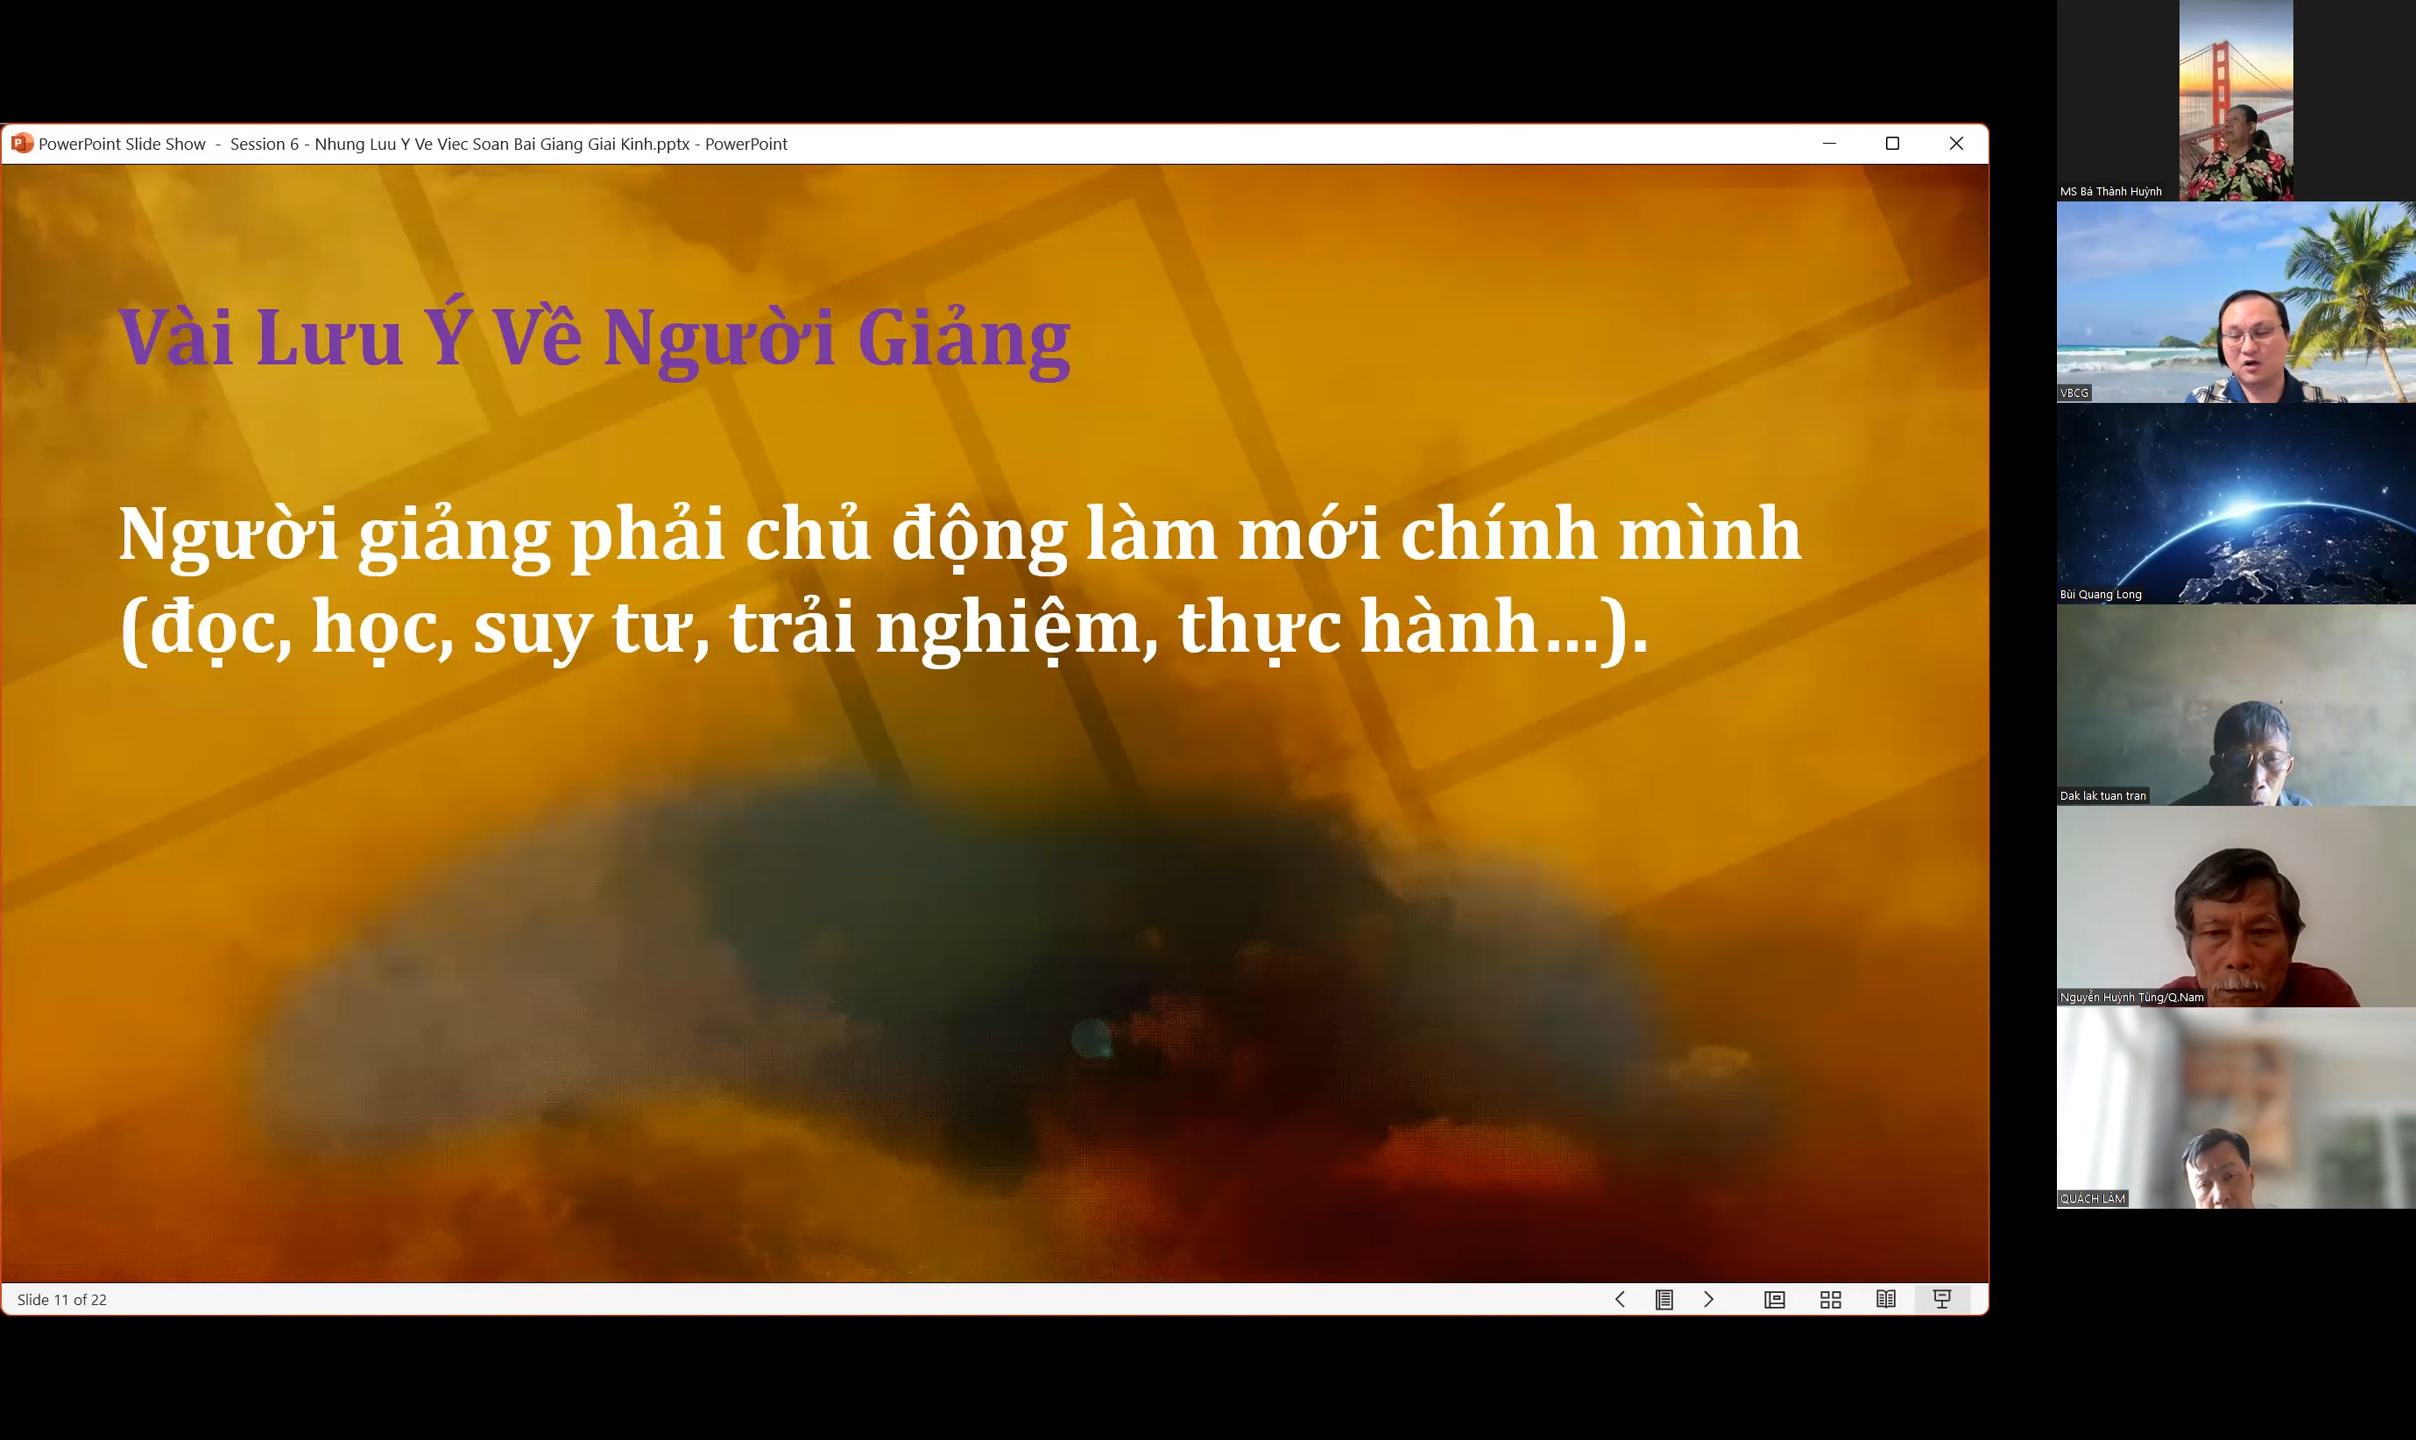 PowerPoint Slide Show - Session 6 - Nhung Luu Y Ve Viec Soan Bai Giang Giai Kinh.pptx - PowerPoint
Vài Lưu Ý Về Người Giảng
Người giảng phải chủ động làm mới chính mình
(đọc, học, suy tư, trải nghiệm, thực hành...).
Slide 11 of 22
MS Bá Thành Huỳnh
VBCG
Bùi Quang Long
Dak lak tuan tran
Nguyễn Huỳnh Tùng/Q.Nam
QUÁCH LÂM